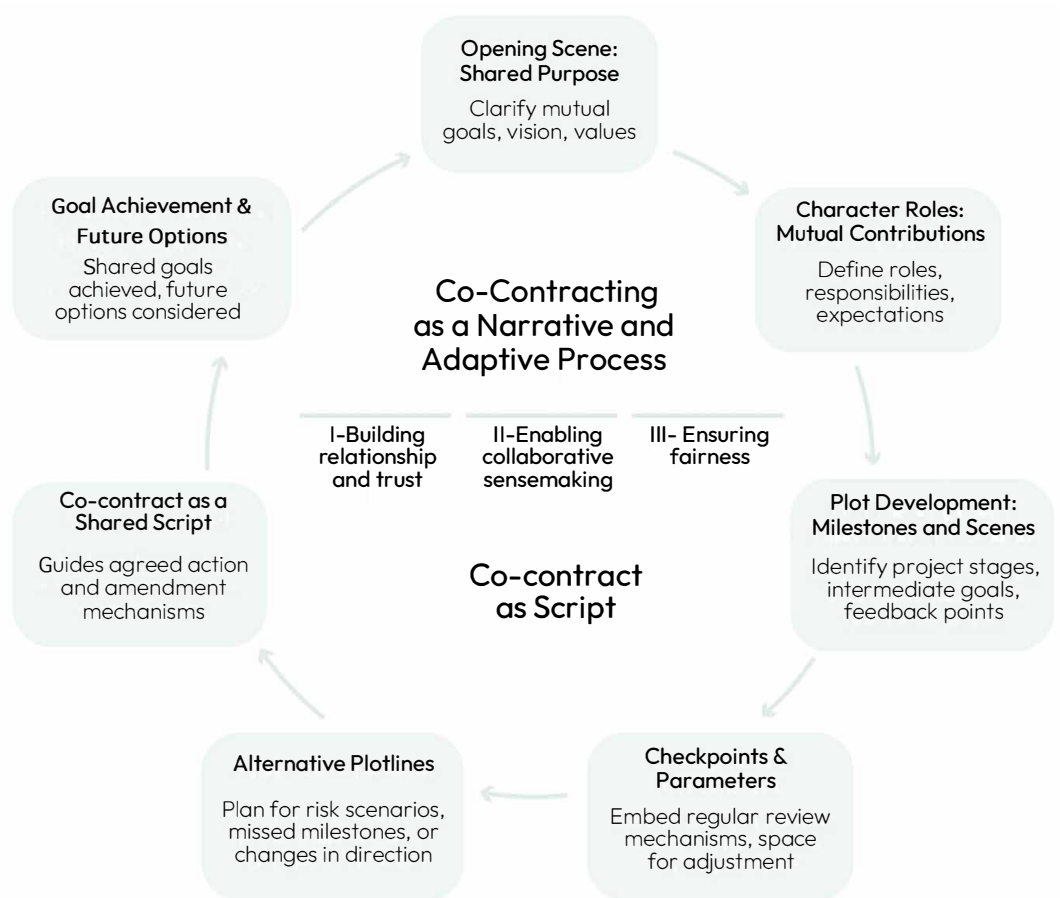 Opening Scene:
Shared Purpose
Clarify mutual
goals, vision, values
Character Roles:
Mutual Contributions
Define roles,
responsibilities,
expectations
Plot Development:
Milestones and Scenes
Identify project stages,
intermediate goals,
feedback points
Checkpoints &
Parameters
Embed regular review
mechanisms, space
for adjustment
Alternative Plotlines
Plan for risk scenarios,
missed milestones, or
changes in direction
Co-contract as a
Shared Script
Guides agreed action
and amendment
mechanisms
Goal Achievement &
Future Options
Shared goals
achieved, future
options considered
Co-Contracting
as a Narrative and
Adaptive Process
I-Building
relationship
and trust
II-Enabling
collaborative
sensemaking
III- Ensuring
fairness
Co-contract
as Script